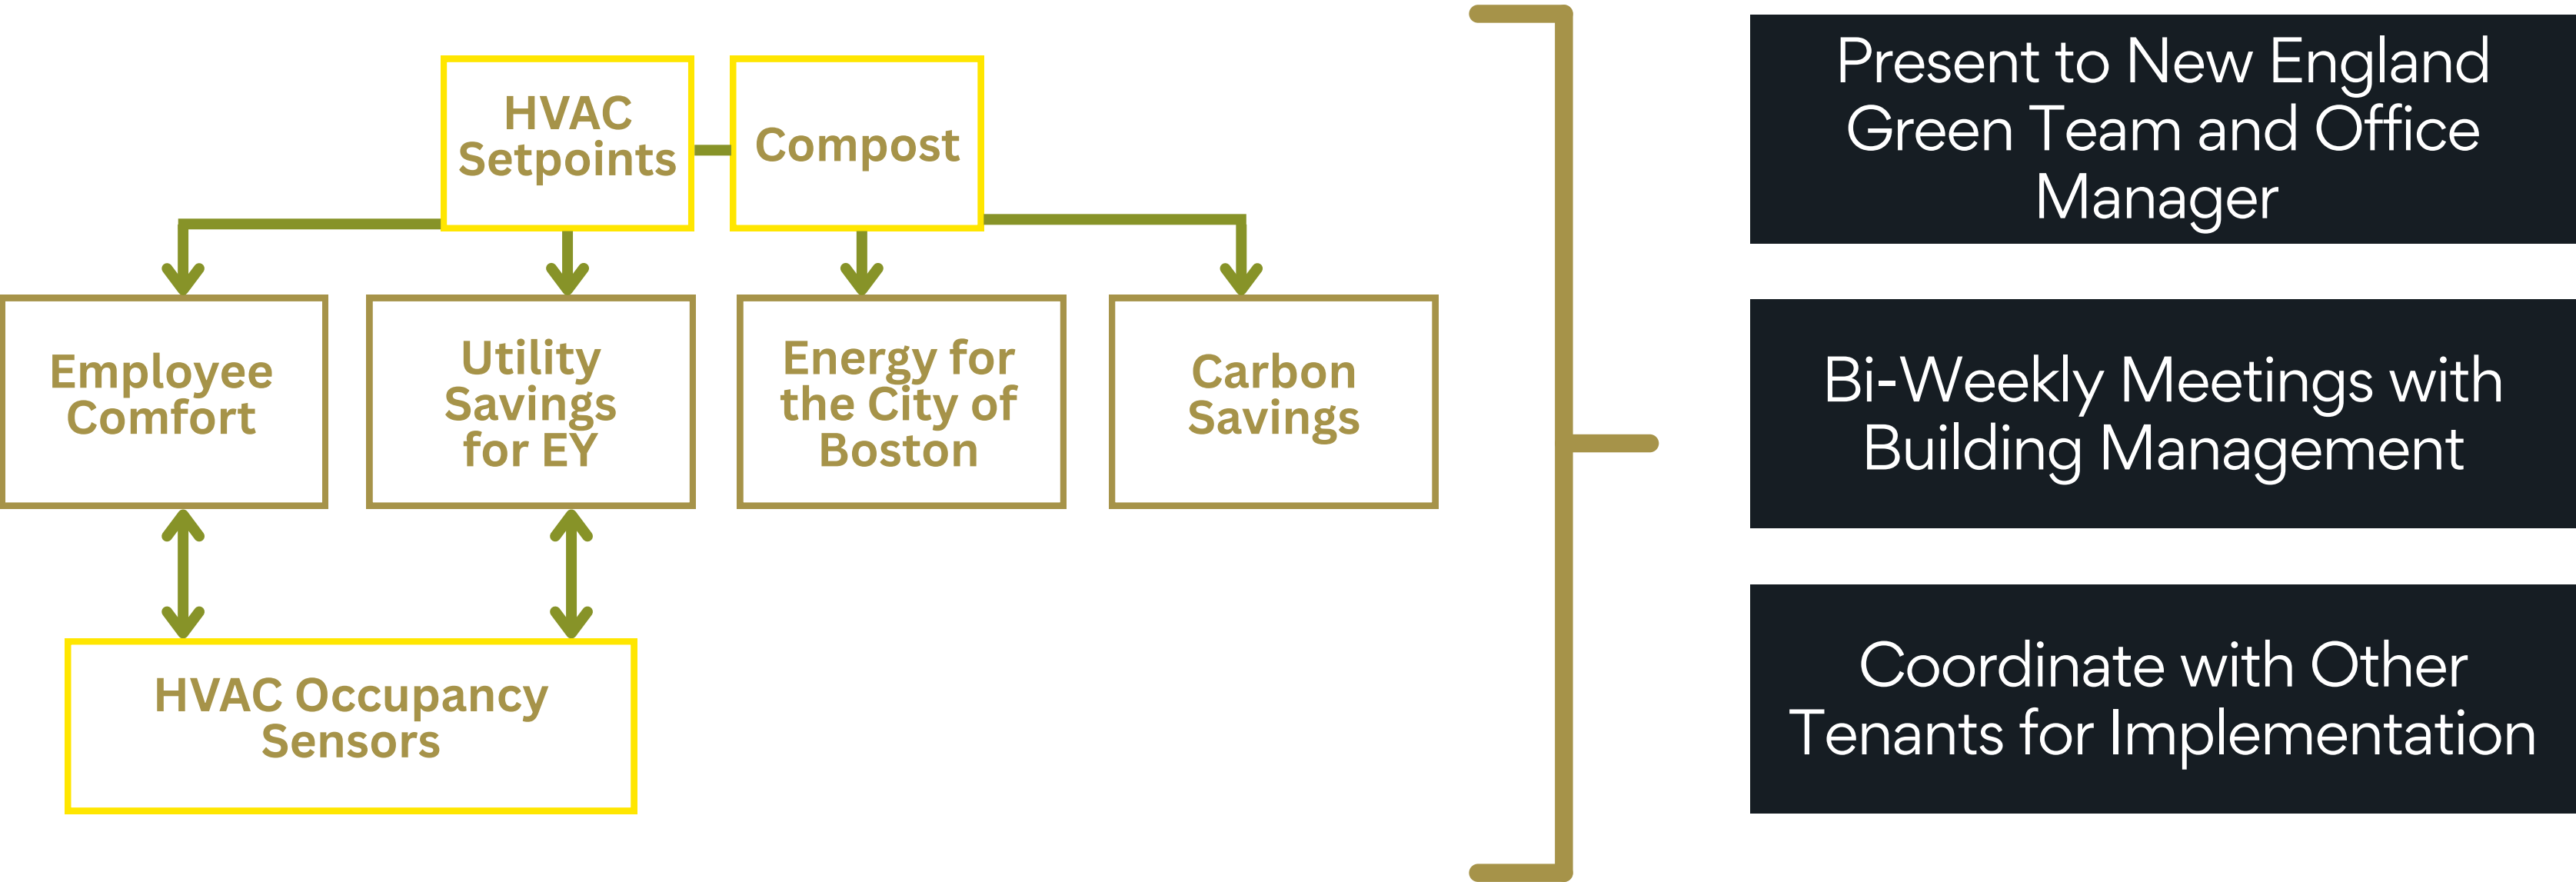 HVAC
Setpoints
Compost
Employee
Comfort
Utility
Savings
for EY
Energy for
the City of
Boston
Carbon
Savings
HVAC Occupancy
Sensors
Present to New England
Green Team and Office
Manager
Bi-Weekly Meetings with
Building Management
Coordinate with Other
Tenants for Implementation